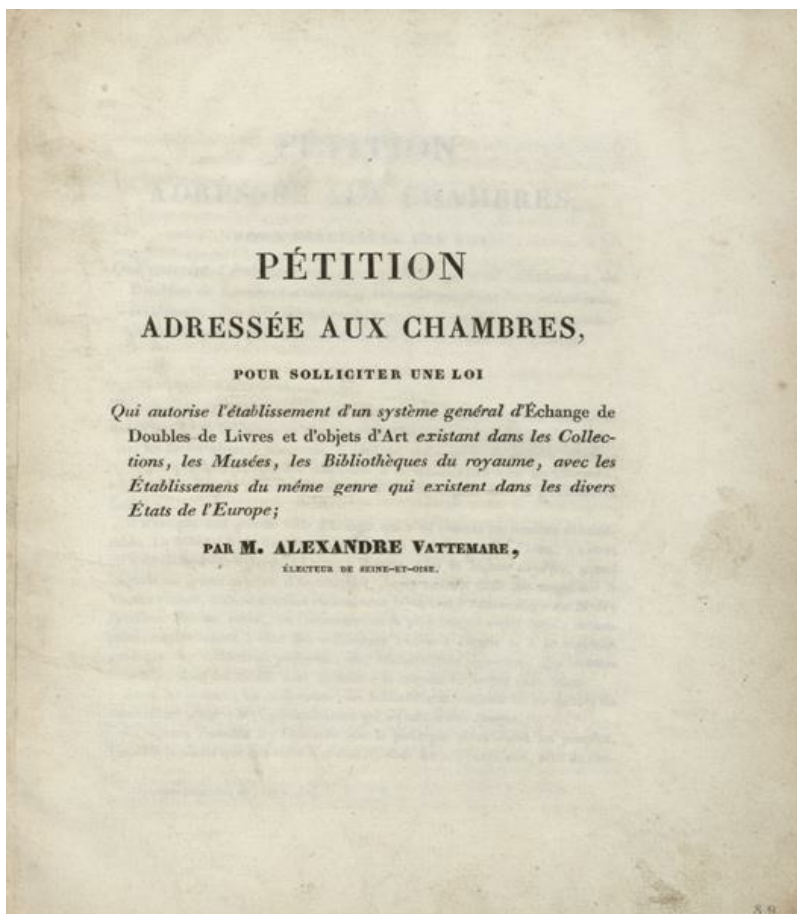 PÉTITION
ADRESSÉE AUX CHAMBRES,
POUR SOLLICITER UNE LOI
Qui autorise l'établissement d'un système général d'Échange de
Doubles de Livres et d'objets d'Art existant dans les Collec-
tions, les Musées, les Bibliothèques du royaume, avec les
Établissemens du même genre qui existent dans les divers
États de l'Europe;
PAR M. ALEXANDRE VATTEMARE,
ÉLECTEUR DE SEINE-ET-OISE.